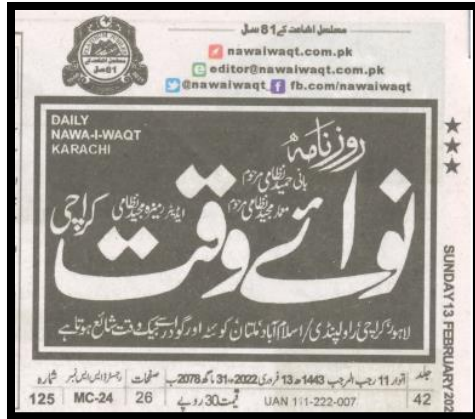 مسلسل اشاعت کے 81 سال
nawaiwaqt.com.pk
editor@nawaiwaqt.com.pk
@nawaiwaqt_ fb.com/nawaiwaqt
DAILY
NAWA-I-WAQT
KARACHI
روزنامہ
بانی حمید نظامی مرحوم
معمار مجید نظامی مرحوم
ایڈیٹر رمیزہ مجید نظامی
نوائے وقت
کراچی
لاہور، کراچی، راولپنڈی/اسلام آباد، ملتان، کوئٹہ اور گوادر سے بیک وقت شائع ہوتا ہے
SUNDAY 13 FEBRUARY 202
جلد اتوار 11 رجب المرجب 1443ھ 13 فروری 2022ء 31 ماگھ 2078ب صفحات رجسٹرڈ ایس ایس نمبر شمارہ
42 UAN 111-222-007 قیمت 30 روپے 26 MC-24 125